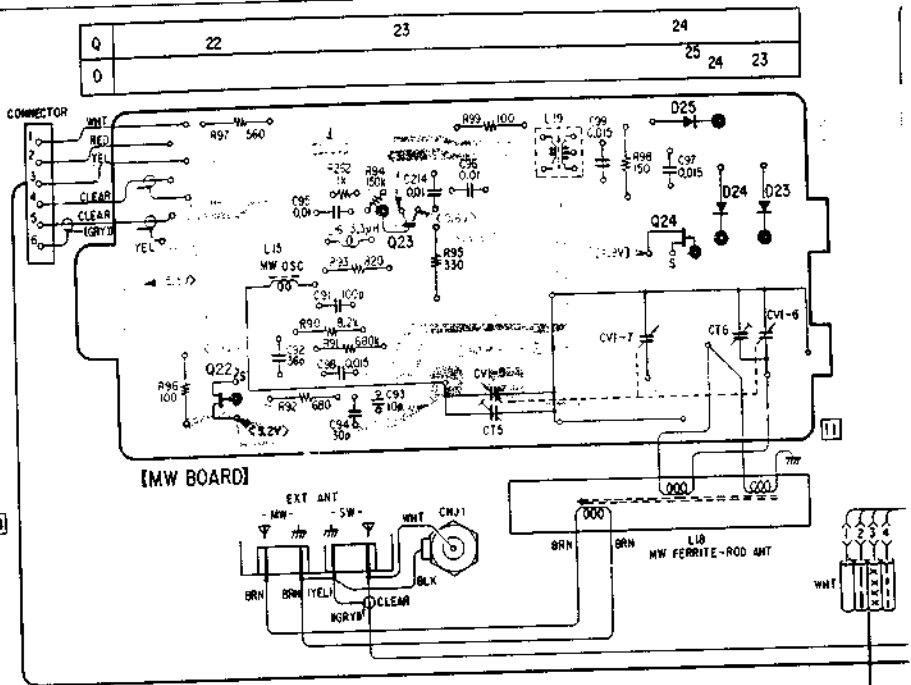 Q 22 23 24
D 25 24 23
CONNECTOR
1 WHT
2 RED
3 YEL
4 CLEAR
5 CLEAR
6 (GRY)
YEL
R97 560
R99 100
L19
C99 0.015
R98 150
D25
C97 0.015
D24
D23
R94 150k
C214 0.01
C96 0.01
1k
C95 0.01
3.3μH
Q23
R95 330
Q24
S
L15
MW OSC
R93 820
C91 100p
R90 8.2k
R91 680k
C92
C98 0.015
CV1-7
CT6
CV1-6
R96 100
Q22
S
R92 680
C93 10p
C94 30p
CT5
11
[MW BOARD]
EXT ANT
-MW-
-SW-
WHT
CNJ1
BLK
BRN
BRN
(YEL)
CLEAR
(GRY)
BRN
BRN
L18
MW FERRITE-ROD ANT
1 2 3 4
WHT